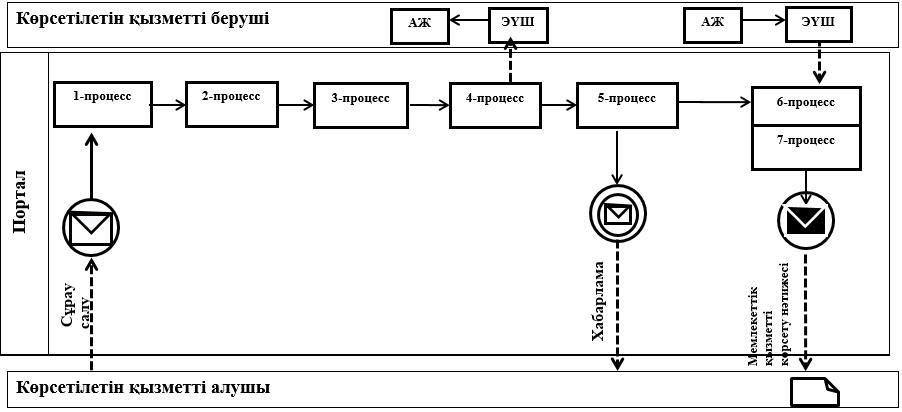 Көрсетілетін қызметті беруші
АЖ
ЭҮШ
АЖ
ЭҮШ
Портал
1-процесс
2-процесс
3-процесс
4-процесс
5-процесс
6-процесс
7-процесс
Сұрау
салу
Хабарлама
Мемлекеттік
қызметті
көрсету нәтижесі
Көрсетілетін қызметті алушы